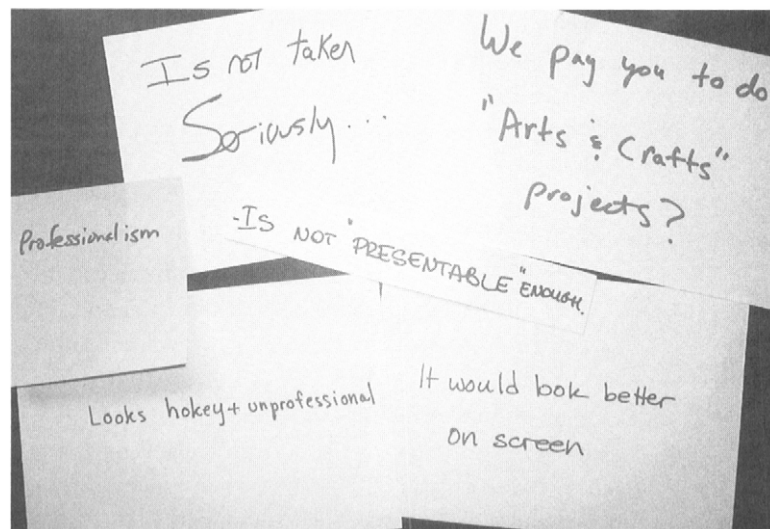 Is not taken
Seriously...
We pay you to do
"Arts & Crafts"
projects?
Professionalism
-Is NOT "PRESENTABLE" ENOUGH.
Looks hokey + unprofessional
It would look better
on screen